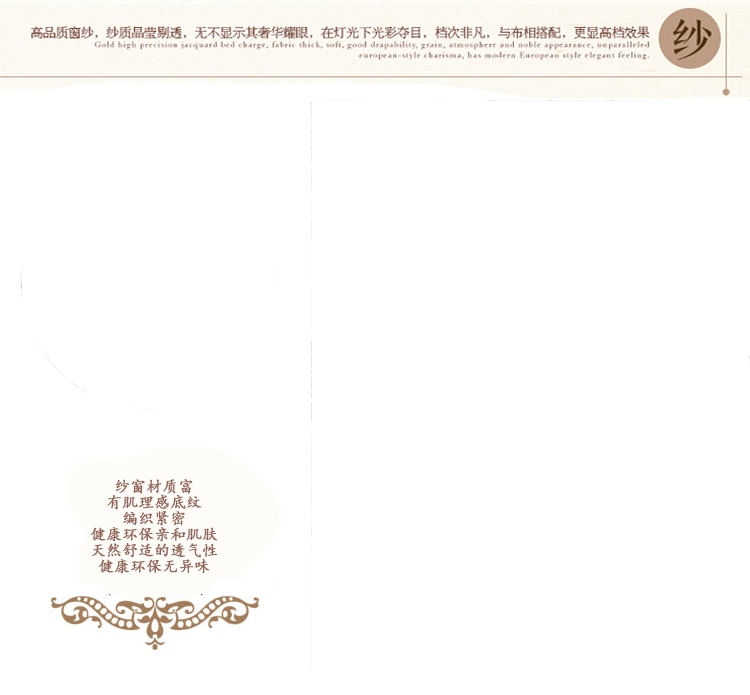 高品质窗纱，纱质晶莹剔透，无不显示其奢华耀眼，在灯光下光彩夺目，档次非凡，与布相搭配，更显高档效果
Gold high precision jacquard bed charge, fabric thick, soft, good drapability, grain, atmosphere and noble appearance, unparalleled
european-style charisma, has modern European style elegant feeling.
纱
纱窗材质富
有肌理感底纹
编织紧密
健康环保亲和肌肤
天然舒适的透气性
健康环保无异味